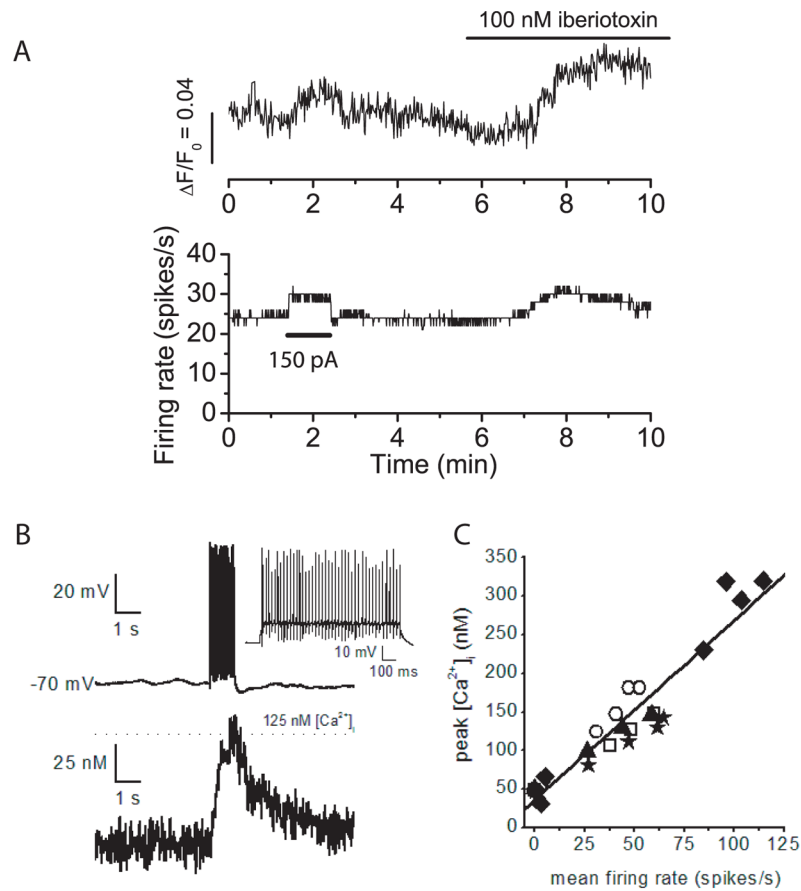 100 nM iberiotoxin
A
ΔF/F0 = 0.04
0 2 4 6 8 10
Firing rate (spikes/s)
40
30
20
10
0
150 pA
0 2 4 6 8 10
Time (min)
B
20 mV
1 s
10 mV
100 ms
-70 mV
125 nM [Ca2+]i
25 nM
1 s
C
peak [Ca2+]i (nM)
350
300
250
200
150
100
50
0
0 25 50 75 100 125
mean firing rate (spikes/s)